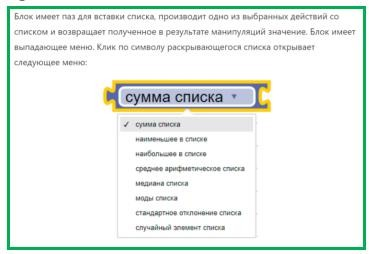 Блок имеет паз для вставки списка, производит одно из выбранных действий со
списком и возвращает полученное в результате манипуляций значение. Блок имеет
выпадающее меню. Клик по символу раскрывающегося списка открывает
следующее меню:
сумма списка
✓ сумма списка
наименьшее в списке
наибольшее в списке
среднее арифметическое списка
медиана списка
моды списка
стандартное отклонение списка
случайный элемент списка